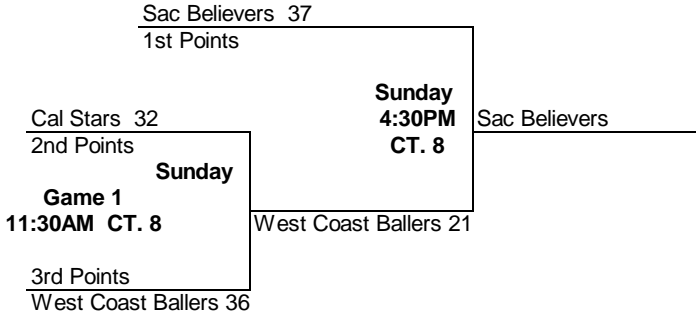 Sac Believers 37
1st Points
Sunday
4:30PM
CT. 8
Sac Believers
Cal Stars 32
2nd Points
Sunday
Game 1
11:30AM CT. 8
West Coast Ballers 21
3rd Points
West Coast Ballers 36